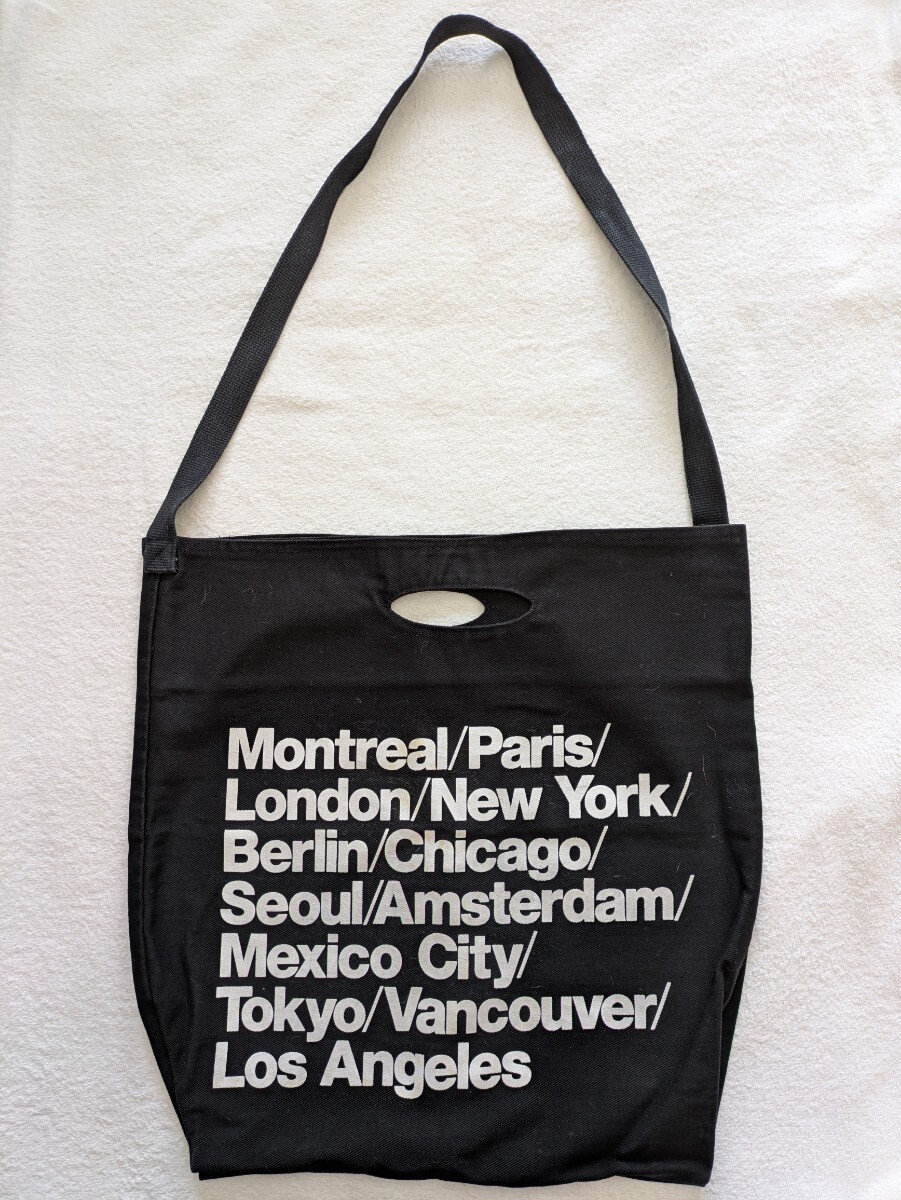 Montreal/Paris/
London/New York/
Berlin/Chicago/
Seoul/Amsterdam/
Mexico City/
Tokyo/Vancouver/
Los Angeles